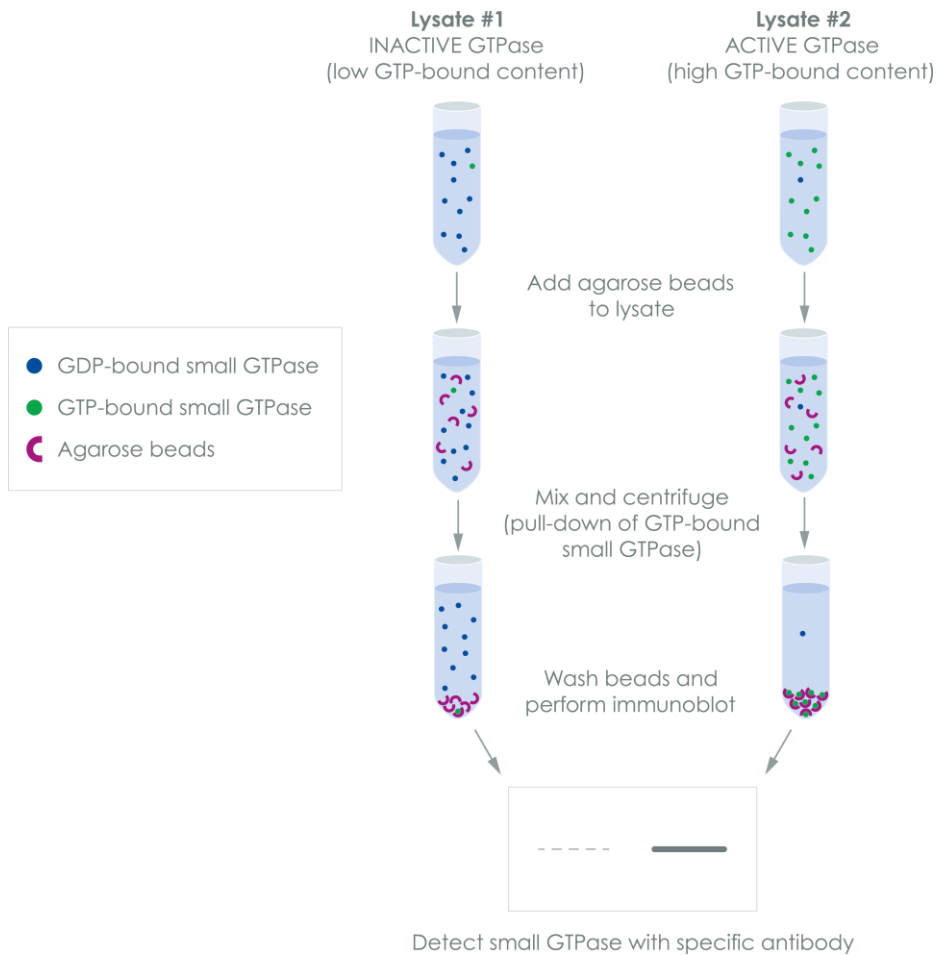 Lysate #1
INACTIVE GTPase
(low GTP-bound content)
Lysate #2
ACTIVE GTPase
(high GTP-bound content)
Add agarose beads
to lysate
GDP-bound small GTPase
GTP-bound small GTPase
Agarose beads
Mix and centrifuge
(pull-down of GTP-bound
small GTPase)
Wash beads and
perform immunoblot
Detect small GTPase with specific antibody